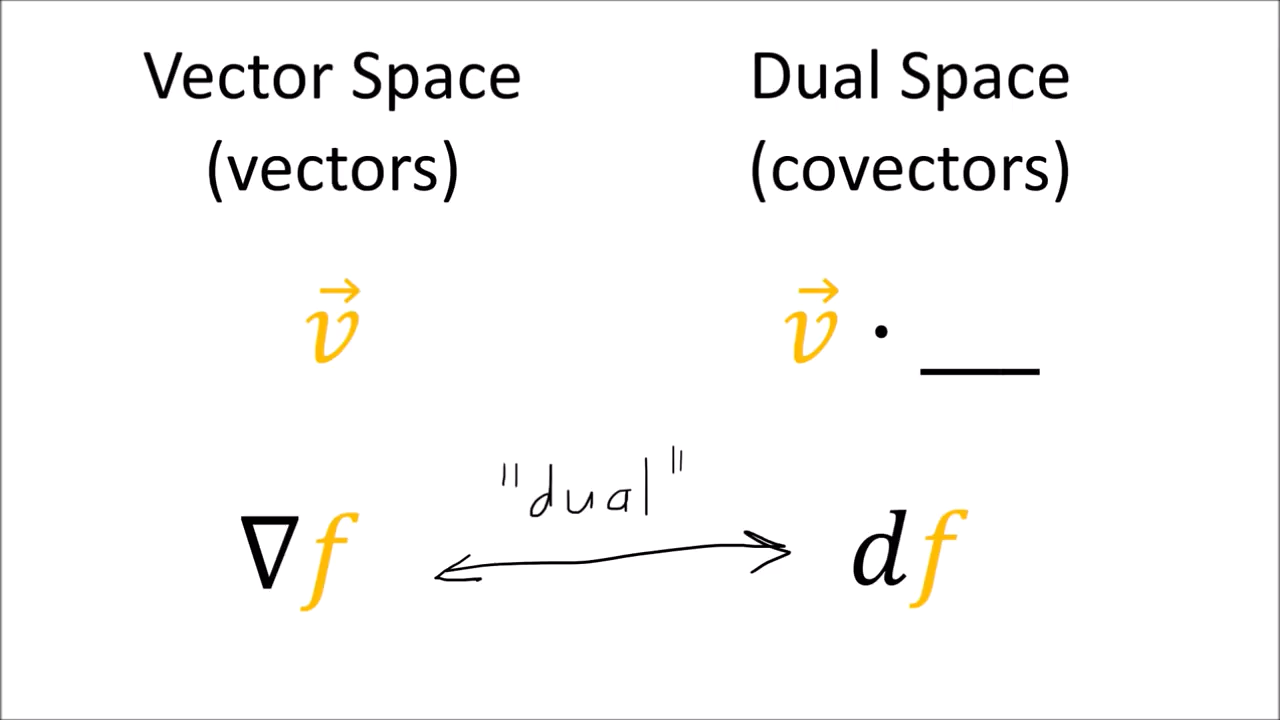 Vector Space
(vectors)
Dual Space
(covectors)
v⃗
v⃗ · ___
"dual"
∇f
df